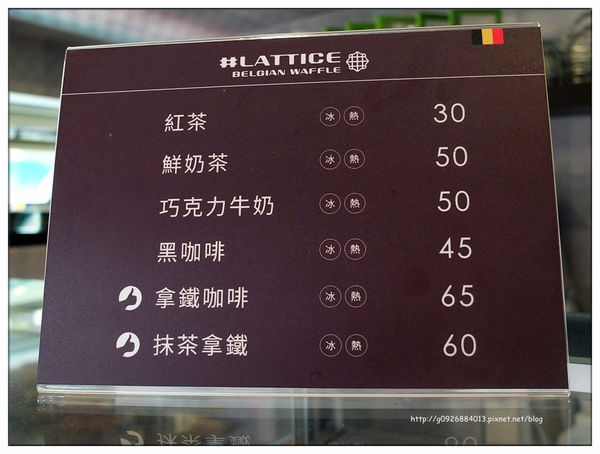 #LATTICE
BELGIAN WAFFLE
紅茶 冰 熱 30
鮮奶茶 冰 熱 50
巧克力牛奶 冰 熱 50
黑咖啡 冰 熱 45
拿鐵咖啡 冰 熱 65
抹茶拿鐵 冰 熱 60
http://g0926884013.pixnet.net/blog